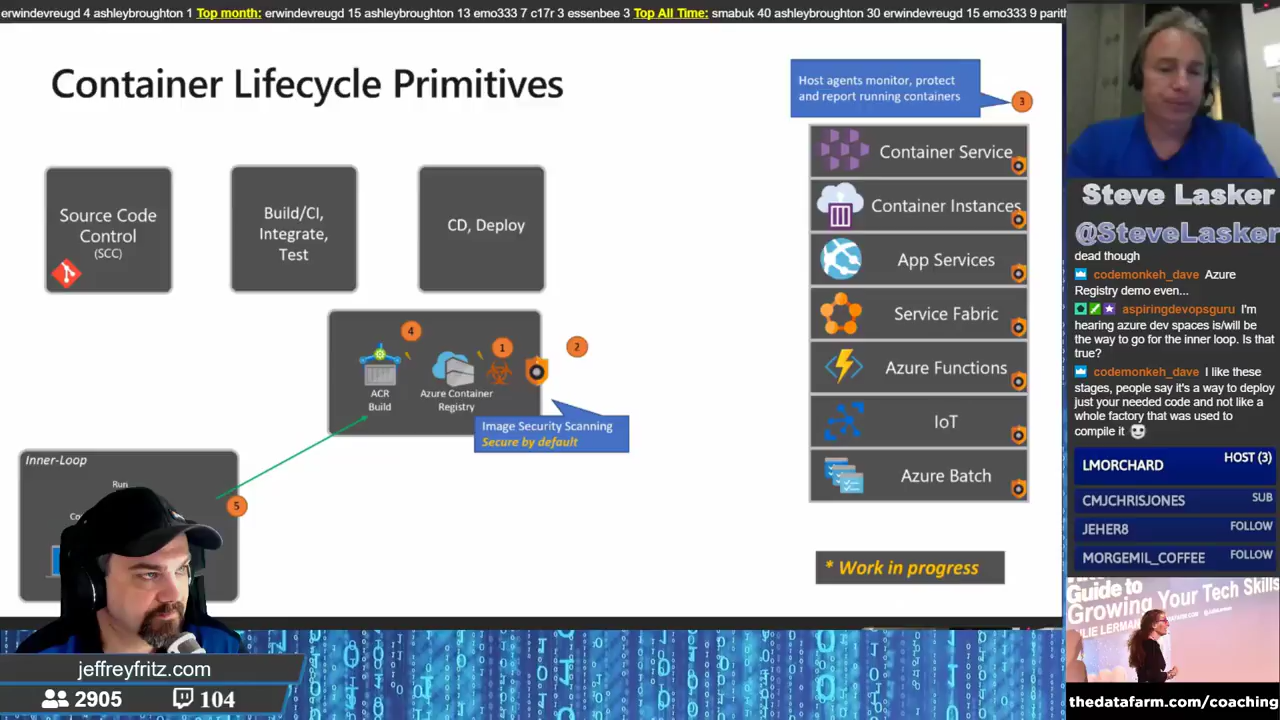 erwindevreugd 4 ashleybroughton 1 Top month: erwindevreugd 15 ashleybroughton 13 emo333 7 c17r 3 essenbee 3 Top All Time: smabuk 40 ashleybroughton 30 erwindevreugd 15 emo333 9 parith
Container Lifecycle Primitives
Host agents monitor, protect
and report running containers
3
Source Code
Control
(SCC)
Build/CI,
Integrate,
Test
CD, Deploy
Container Service
Container Instances
App Services
Service Fabric
Azure Functions
IoT
Azure Batch
4
1
2
ACR
Build
Azure Container
Registry
Image Security Scanning
Secure by default
Inner-Loop
Run
5
* Work in progress
Steve Lasker
@SteveLasker
dead though
codemonkeh_dave Azure
Registry demo even...
aspiringdevopsguru I'm
hearing azure dev spaces is/will be
the way to go for the inner loop. Is that
true?
codemonkeh_dave I like these
stages, people say it's a way to deploy
just your needed code and not like a
whole factory that was used to
compile it
LMORCHARD HOST (3)
CMJCHRISJONES SUB
JEHER8 FOLLOW
MORGEMIL_COFFEE FOLLOW
Guide to
Growing Your Tech Skills
LIE LERMAN
thedatafarm.com/coaching
jeffreyfritz.com
2905 104